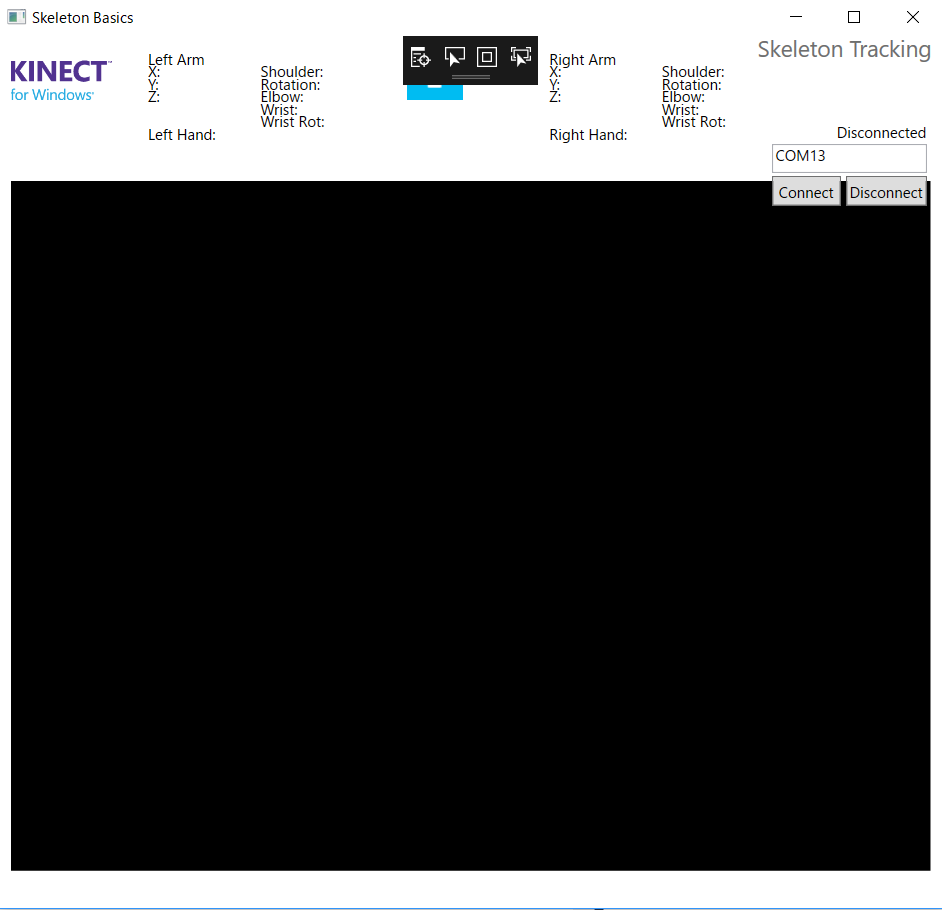 Skeleton Basics
KINECT™
for Windows®
Skeleton Tracking
Left Arm
X:
Y:
Z:
Left Hand:
Shoulder:
Rotation:
Elbow:
Wrist:
Wrist Rot:
Right Arm
X:
Y:
Z:
Right Hand:
Shoulder:
Rotation:
Elbow:
Wrist:
Wrist Rot:
Disconnected
COM13
Connect Disconnect